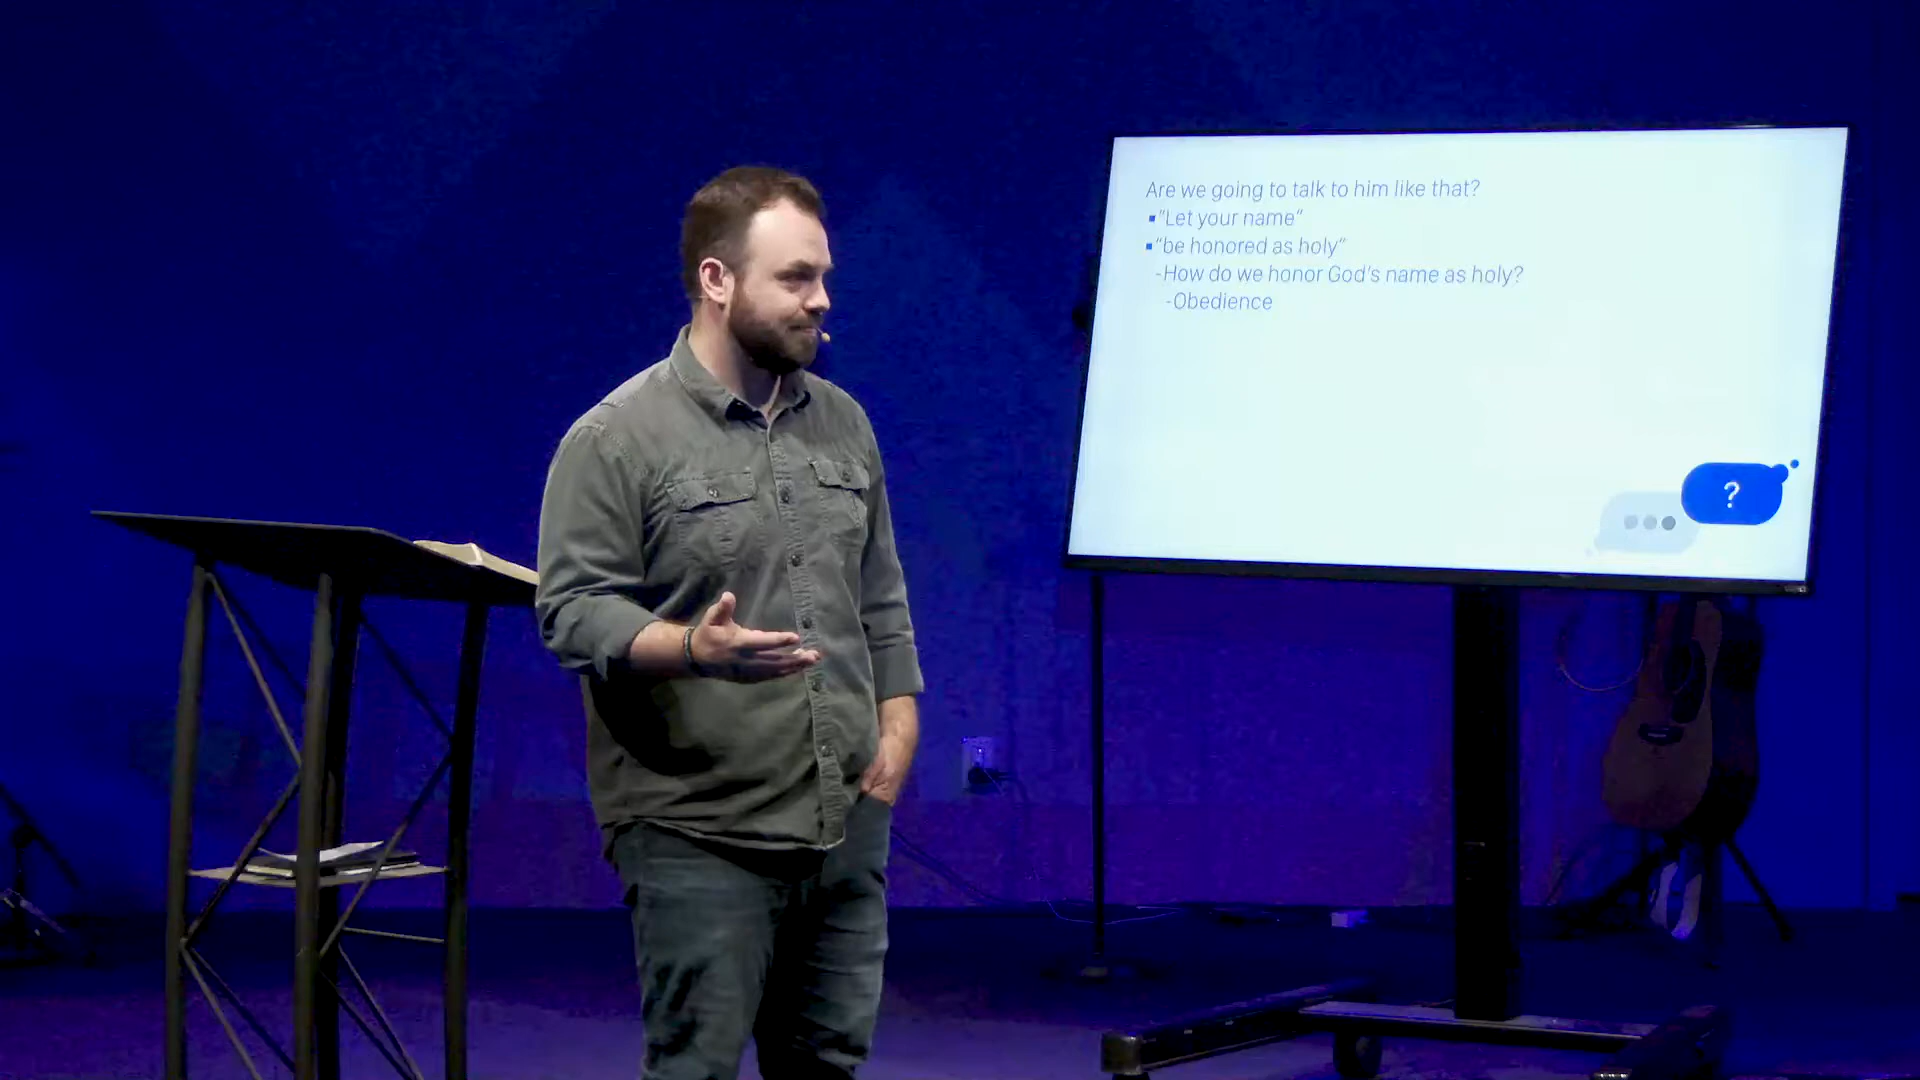 Are we going to talk to him like that?
▪"Let your name"
▪"be honored as holy"
-How do we honor God's name as holy?
-Obedience
?